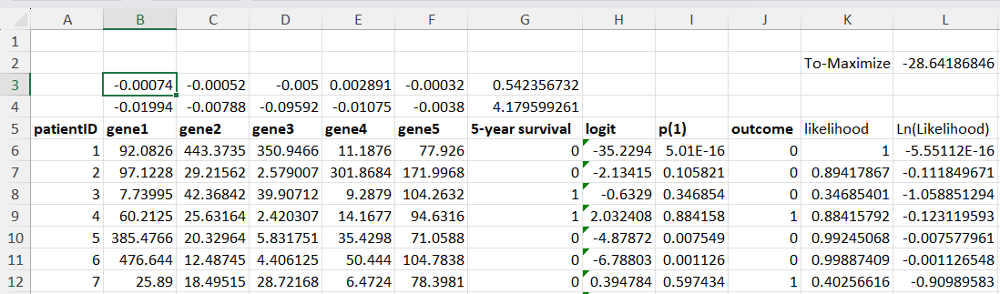 A B C D E F G H I J K L
1
2 To-Maximize -28.64186846
3 -0.00074 -0.00052 -0.005 0.002891 -0.00032 0.542356732
4 -0.01994 -0.00788 -0.09592 -0.01075 -0.0038 4.179599261
5 patientID gene1 gene2 gene3 gene4 gene5 5-year survival logit p(1) outcome likelihood Ln(Likelihood)
6 1 92.0826 443.3735 350.9466 11.1876 77.926 0 -35.2294 5.01E-16 0 1 -5.55112E-16
7 2 97.1228 29.21562 2.579007 301.8684 171.9968 0 -2.13415 0.105821 0 0.89417867 -0.111849671
8 3 7.73995 42.36842 39.90712 9.2879 104.2632 1 -0.6329 0.346854 0 0.34685401 -1.058851294
9 4 60.2125 25.63164 2.420307 14.1677 94.6316 1 2.032408 0.884158 1 0.88415792 -0.123119593
10 5 385.4766 20.32964 5.831751 35.4298 71.0588 0 -4.87872 0.007549 0 0.99245068 -0.007577961
11 6 476.644 12.48745 4.406125 50.444 104.7838 0 -6.78803 0.001126 0 0.99887409 -0.001126548
12 7 25.89 18.49515 28.72168 6.4724 78.3981 0 0.394784 0.597434 1 0.40256616 -0.90989583